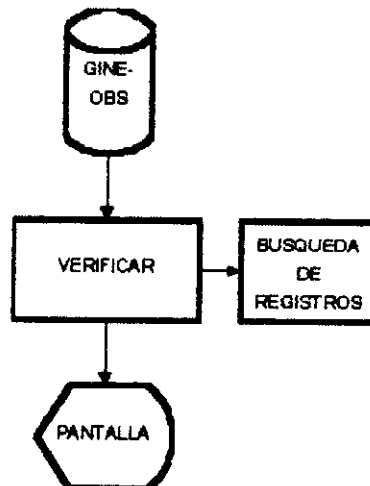 GINE-
OBS
VERIFICAR
BUSQUEDA
DE
REGISTROS
PANTALLA